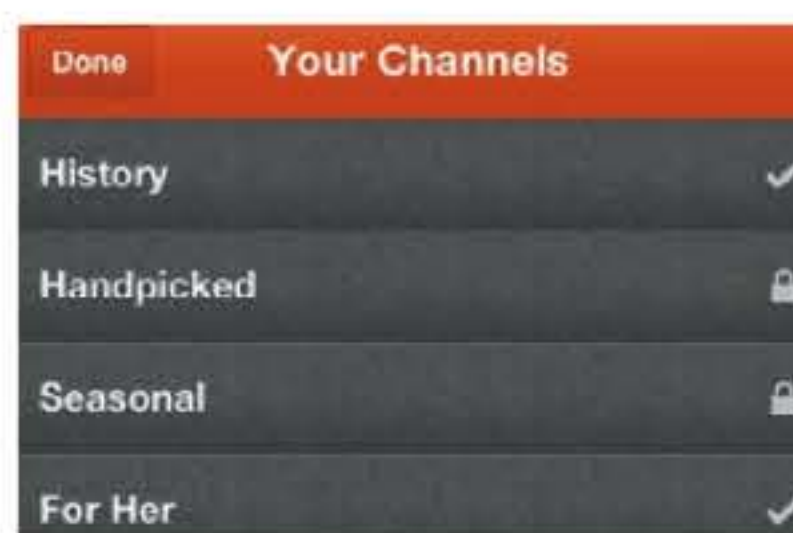 Done
Your Channels
History
Handpicked
Seasonal
For Her